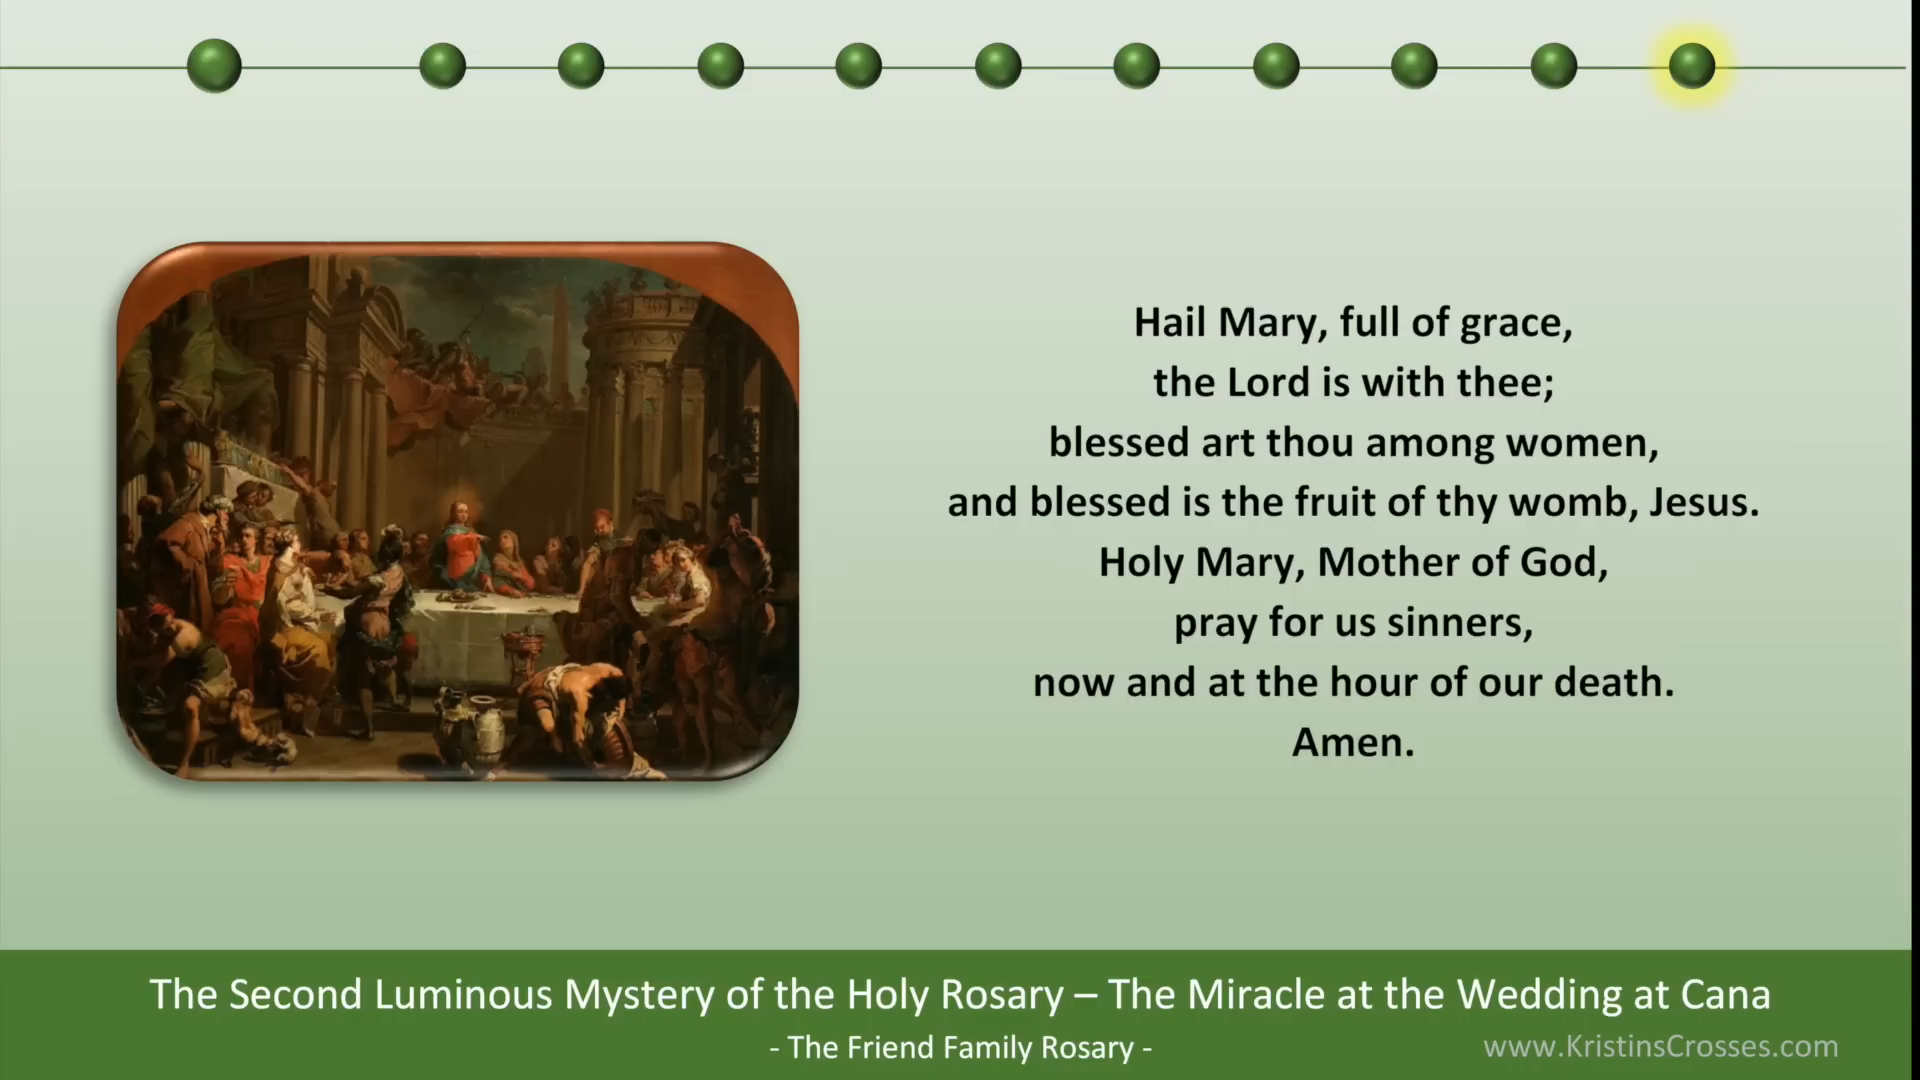 Hail Mary, full of grace,
the Lord is with thee;
blessed art thou among women,
and blessed is the fruit of thy womb, Jesus.
Holy Mary, Mother of God,
pray for us sinners,
now and at the hour of our death.
Amen.
The Second Luminous Mystery of the Holy Rosary – The Miracle at the Wedding at Cana
- The Friend Family Rosary -
www.KristinsCrosses.com